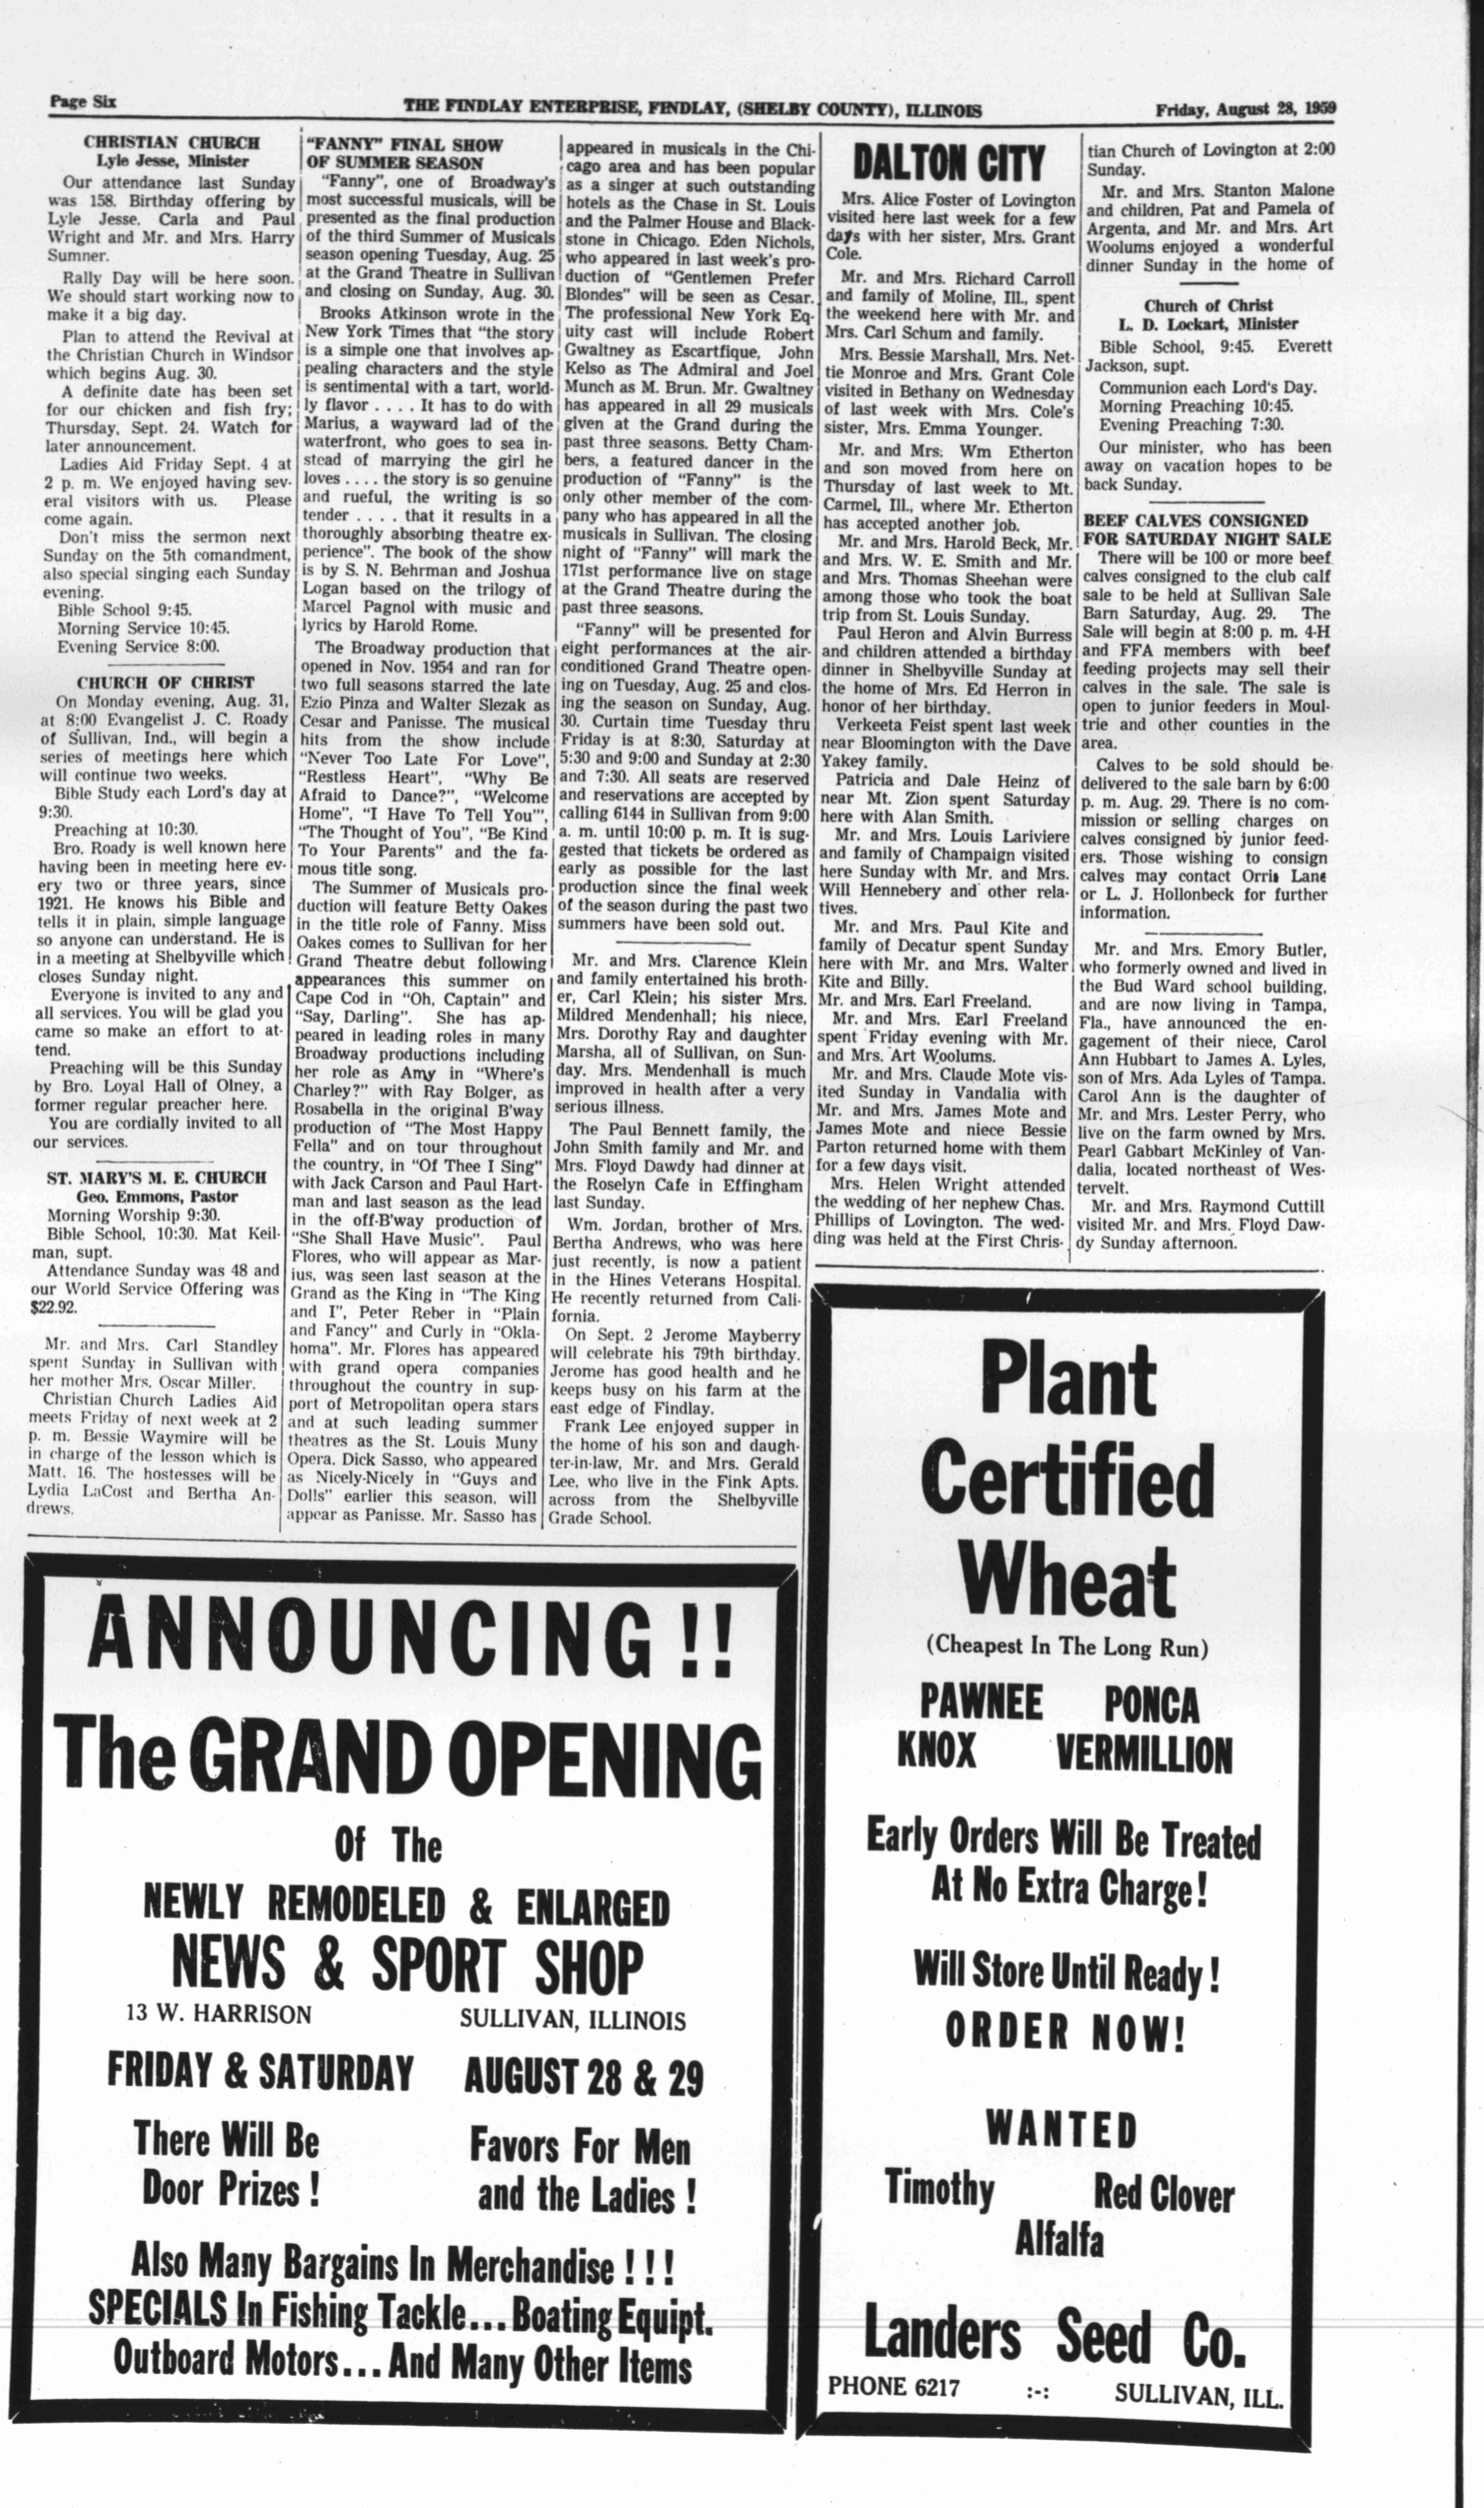 Page Six
THE FINDLAY ENTERPRISE, FINDLAY, (SHELBY COUNTY), ILLINOIS
Friday, August 28, 1959
CHRISTIAN CHURCH
Lyle Jesse, Minister
Our attendance last Sunday
was 158. Birthday offering by
Lyle Jesse, Carla and Paul
Wright and Mr. and Mrs. Harry
Sumner.
Rally Day will be here soon.
We should start working now to
make it a big day.
Plan to attend the Revival at
the Christian Church in Windsor
which begins Aug. 30.
A definite date has been set
for our chicken and fish fry;
Thursday, Sept. 24. Watch for
later announcement.
Ladies Aid Friday Sept. 4 at
2 p. m. We enjoyed having sev-
eral visitors with us. Please
come again.
Don't miss the sermon next
Sunday on the 5th comandment,
also special singing each Sunday
evening.
Bible School 9:45.
Morning Service 10:45.
Evening Service 8:00.
CHURCH OF CHRIST
On Monday evening, Aug. 31,
at 8:00 Evangelist J. C. Roady
of Sullivan, Ind., will begin a
series of meetings here which
will continue two weeks.
Bible Study each Lord's day at
9:30.
Preaching at 10:30.
Bro. Roady is well known here
having been in meeting here ev-
ery two or three years, since
1921. He knows his Bible and
tells it in plain, simple language
so anyone can understand. He is
in a meeting at Shelbyville which
closes Sunday night.
Everyone is invited to any and
all services. You will be glad you
came so make an effort to at-
tend.
Preaching will be this Sunday
by Bro. Loyal Hall of Olney, a
former regular preacher here.
You are cordially invited to all
our services.
ST. MARY'S M. E. CHURCH
Geo. Emmons, Pastor
Morning Worship 9:30.
Bible School, 10:30. Mat Keil-
man, supt.
Attendance Sunday was 48 and
our World Service Offering was
$22.92.
Mr. and Mrs. Carl Standley
spent Sunday in Sullivan with
her mother Mrs. Oscar Miller.
Christian Church Ladies Aid
meets Friday of next week at 2
p. m. Bessie Waymire will be
in charge of the lesson which is
Matt. 16. The hostesses will be
Lydia LaCost and Bertha An-
drews.
"FANNY" FINAL SHOW
OF SUMMER SEASON
"Fanny", one of Broadway's
most successful musicals, will be
presented as the final production
of the third Summer of Musicals
season opening Tuesday, Aug. 25
at the Grand Theatre in Sullivan
and closing on Sunday, Aug. 30.
Brooks Atkinson wrote in the
New York Times that "the story
is a simple one that involves ap-
pealing characters and the style
is sentimental with a tart, world-
ly flavor . . . . It has to do with
Marius, a wayward lad of the
waterfront, who goes to sea in-
stead of marrying the girl he
loves . . . . the story is so genuine
and rueful, the writing is so
tender . . . . that it results in a
thoroughly absorbing theatre ex-
perience". The book of the show
is by S. N. Behrman and Joshua
Logan based on the trilogy of
Marcel Pagnol with music and
lyrics by Harold Rome.
The Broadway production that
opened in Nov. 1954 and ran for
two full seasons starred the late
Ezio Pinza and Walter Slezak as
Cesar and Panisse. The musical
hits from the show include
"Never Too Late For Love",
"Restless Heart", "Why Be
Afraid to Dance?", "Welcome
Home", "I Have To Tell You"',
"The Thought of You", "Be Kind
To Your Parents" and the fa-
mous title song.
The Summer of Musicals pro-
duction will feature Betty Oakes
in the title role of Fanny. Miss
Oakes comes to Sullivan for her
Grand Theatre debut following
appearances this summer on
Cape Cod in "Oh, Captain" and
"Say, Darling". She has ap-
peared in leading roles in many
Broadway productions including
her role as Amy in "Where's
Charley?" with Ray Bolger, as
Rosabella in the original B'way
production of "The Most Happy
Fella" and on tour throughout
the country, in "Of Thee I Sing"
with Jack Carson and Paul Hart-
man and last season as the lead
in the off-B'way production of
"She Shall Have Music". Paul
Flores, who will appear as Mar-
ius, was seen last season at the
Grand as the King in "The King
and I", Peter Reber in "Plain
and Fancy" and Curly in "Okla-
homa". Mr. Flores has appeared
with grand opera companies
throughout the country in sup-
port of Metropolitan opera stars
and at such leading summer
theatres as the St. Louis Muny
Opera. Dick Sasso, who appeared
as Nicely-Nicely in "Guys and
Dolls" earlier this season, will
appear as Panisse. Mr. Sasso has
appeared in musicals in the Chi-
cago area and has been popular
as a singer at such outstanding
hotels as the Chase in St. Louis
and the Palmer House and Black-
stone in Chicago. Eden Nichols,
who appeared in last week's pro-
duction of "Gentlemen Prefer
Blondes" will be seen as Cesar.
The professional New York Eq-
uity cast will include Robert
Gwaltney as Escartfique, John
Kelso as The Admiral and Joel
Munch as M. Brun. Mr. Gwaltney
has appeared in all 29 musicals
given at the Grand during the
past three seasons. Betty Cham-
bers, a featured dancer in the
production of "Fanny" is the
only other member of the com-
pany who has appeared in all the
musicals in Sullivan. The closing
night of "Fanny" will mark the
171st performance live on stage
at the Grand Theatre during the
past three seasons.
"Fanny" will be presented for
eight performances at the air-
conditioned Grand Theatre open-
ing on Tuesday, Aug. 25 and clos-
ing the season on Sunday, Aug.
30. Curtain time Tuesday thru
Friday is at 8:30, Saturday at
5:30 and 9:00 and Sunday at 2:30
and 7:30. All seats are reserved
and reservations are accepted by
calling 6144 in Sullivan from 9:00
a. m. until 10:00 p. m. It is sug-
gested that tickets be ordered as
early as possible for the last
production since the final week
of the season during the past two
summers have been sold out.
Mr. and Mrs. Clarence Klein
and family entertained his broth-
er, Carl Klein; his sister Mrs.
Mildred Mendenhall; his niece,
Mrs. Dorothy Ray and daughter
Marsha, all of Sullivan, on Sun-
day. Mrs. Mendenhall is much
improved in health after a very
serious illness.
The Paul Bennett family, the
John Smith family and Mr. and
Mrs. Floyd Dawdy had dinner at
the Roselyn Cafe in Effingham
last Sunday.
Wm. Jordan, brother of Mrs.
Bertha Andrews, who was here
just recently, is now a patient
in the Hines Veterans Hospital.
He recently returned from Cali-
fornia.
On Sept. 2 Jerome Mayberry
will celebrate his 79th birthday.
Jerome has good health and he
keeps busy on his farm at the
east edge of Findlay.
Frank Lee enjoyed supper in
the home of his son and daugh-
ter-in-law, Mr. and Mrs. Gerald
Lee, who live in the Fink Apts.
across from the Shelbyville
Grade School.
DALTON CITY
Mrs. Alice Foster of Lovington
visited here last week for a few
days with her sister, Mrs. Grant
Cole.
Mr. and Mrs. Richard Carroll
and family of Moline, Ill., spent
the weekend here with Mr. and
Mrs. Carl Schum and family.
Mrs. Bessie Marshall, Mrs. Net-
tie Monroe and Mrs. Grant Cole
visited in Bethany on Wednesday
of last week with Mrs. Cole's
sister, Mrs. Emma Younger.
Mr. and Mrs. Wm Etherton
and son moved from here on
Thursday of last week to Mt.
Carmel, Ill., where Mr. Etherton
has accepted another job.
Mr. and Mrs. Harold Beck, Mr.
and Mrs. W. E. Smith and Mr.
and Mrs. Thomas Sheehan were
among those who took the boat
trip from St. Louis Sunday.
Paul Heron and Alvin Burress
and children attended a birthday
dinner in Shelbyville Sunday at
the home of Mrs. Ed Herron in
honor of her birthday.
Verkeeta Feist spent last week
near Bloomington with the Dave
Yakey family.
Patricia and Dale Heinz of
near Mt. Zion spent Saturday
here with Alan Smith.
Mr. and Mrs. Louis Lariviere
and family of Champaign visited
here Sunday with Mr. and Mrs.
Will Hennebery and other rela-
tives.
Mr. and Mrs. Paul Kite and
family of Decatur spent Sunday
here with Mr. and Mrs. Walter
Kite and Billy.
Mr. and Mrs. Earl Freeland.
Mr. and Mrs. Earl Freeland
spent Friday evening with Mr.
and Mrs. Art Woolums.
Mr. and Mrs. Claude Mote vis-
ited Sunday in Vandalia with
Mr. and Mrs. James Mote and
James Mote and niece Bessie
Parton returned home with them
for a few days visit.
Mrs. Helen Wright attended
the wedding of her nephew Chas.
Phillips of Lovington. The wed-
ding was held at the First Chris-
tian Church of Lovington at 2:00
Sunday.
Mr. and Mrs. Stanton Malone
and children, Pat and Pamela of
Argenta, and Mr. and Mrs. Art
Woolums enjoyed a wonderful
dinner Sunday in the home of
Church of Christ
L. D. Lockart, Minister
Bible School, 9:45. Everett
Jackson, supt.
Communion each Lord's Day.
Morning Preaching 10:45.
Evening Preaching 7:30.
Our minister, who has been
away on vacation hopes to be
back Sunday.
BEEF CALVES CONSIGNED
FOR SATURDAY NIGHT SALE
There will be 100 or more beef
calves consigned to the club calf
sale to be held at Sullivan Sale
Barn Saturday, Aug. 29. The
Sale will begin at 8:00 p. m. 4-H
and FFA members with beef
feeding projects may sell their
calves in the sale. The sale is
open to junior feeders in Moul-
trie and other counties in the
area.
Calves to be sold should be
delivered to the sale barn by 6:00
p. m. Aug. 29. There is no com-
mission or selling charges on
calves consigned by junior feed-
ers. Those wishing to consign
calves may contact Orris Lane
or L. J. Hollonbeck for further
information.
Mr. and Mrs. Emory Butler,
who formerly owned and lived in
the Bud Ward school building,
and are now living in Tampa,
Fla., have announced the en-
gagement of their niece, Carol
Ann Hubbart to James A. Lyles,
son of Mrs. Ada Lyles of Tampa.
Carol Ann is the daughter of
Mr. and Mrs. Lester Perry, who
live on the farm owned by Mrs.
Pearl Gabbart McKinley of Van-
dalia, located northeast of Wes-
tervelt.
Mr. and Mrs. Raymond Cuttill
visited Mr. and Mrs. Floyd Daw-
dy Sunday afternoon.
ANNOUNCING !!
The GRAND OPENING
Of The
NEWLY REMODELED & ENLARGED
NEWS & SPORT SHOP
13 W. HARRISON SULLIVAN, ILLINOIS
FRIDAY & SATURDAY AUGUST 28 & 29
There Will Be
Door Prizes !
Favors For Men
and the Ladies !
Also Many Bargains In Merchandise ! ! !
SPECIALS In Fishing Tackle... Boating Equipt.
Outboard Motors... And Many Other Items
Plant
Certified
Wheat
(Cheapest In The Long Run)
PAWNEE PONCA
KNOX VERMILLION
Early Orders Will Be Treated
At No Extra Charge!
Will Store Until Ready!
ORDER NOW!
WANTED
Timothy Red Clover
Alfalfa
Landers Seed Co.
PHONE 6217 :-: SULLIVAN, ILL.